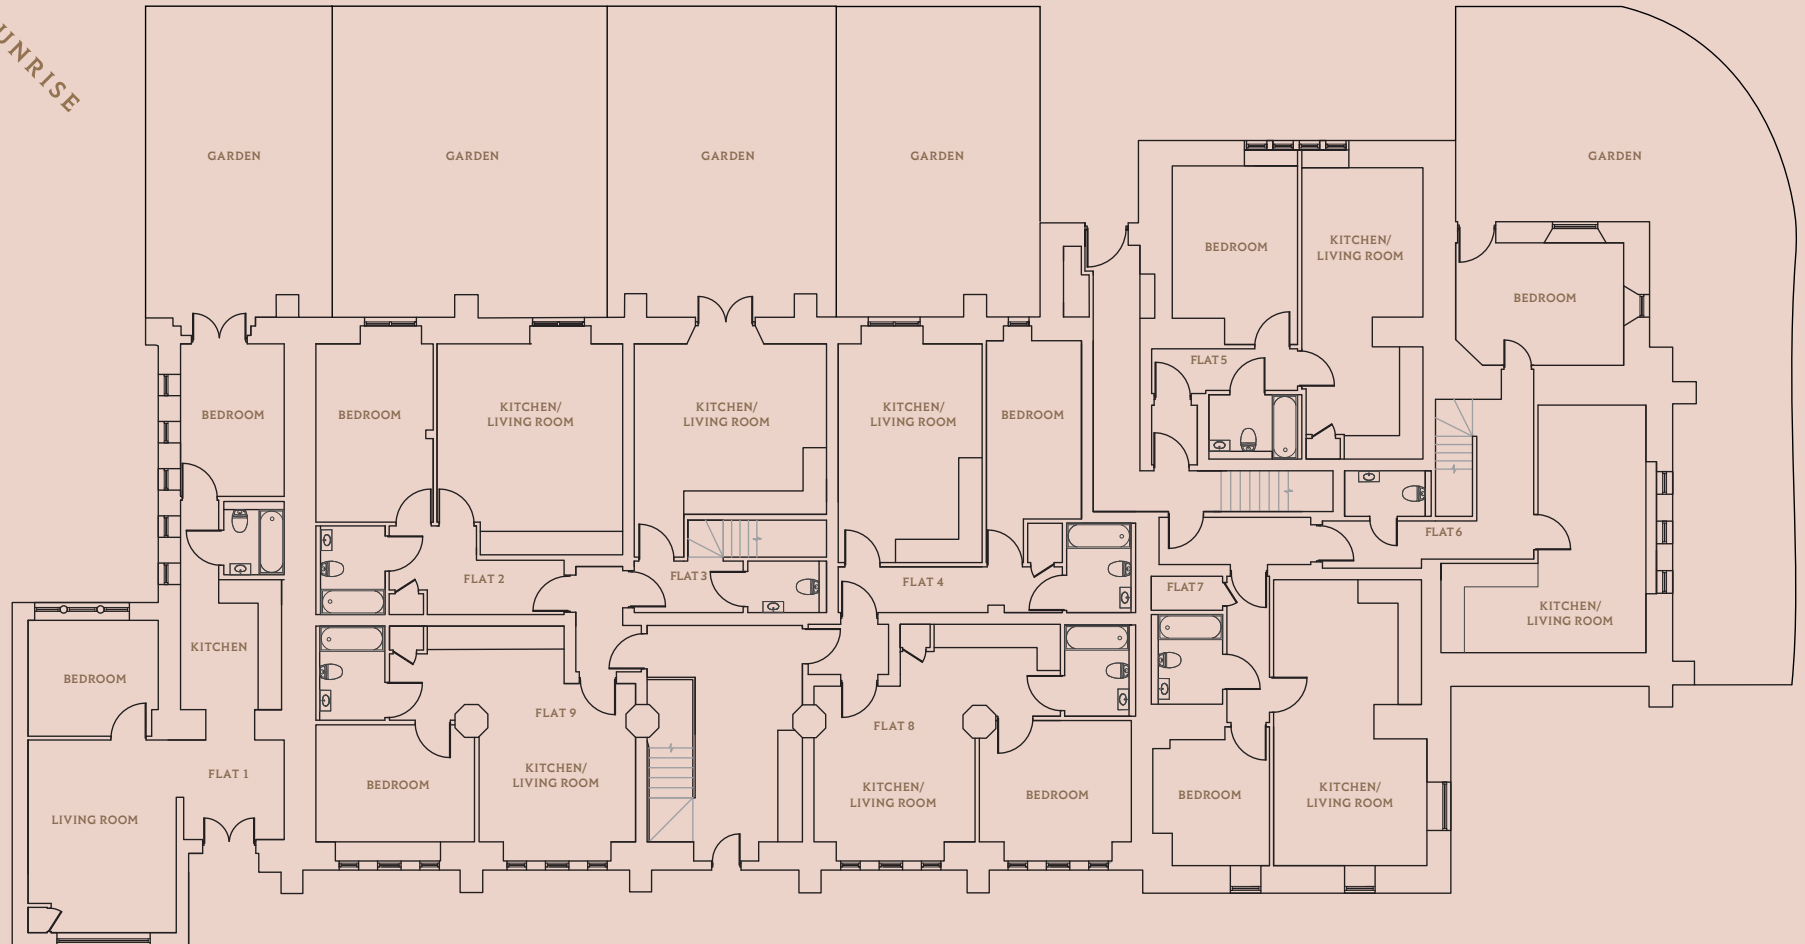 UNRISE
GARDEN
GARDEN
GARDEN
GARDEN
GARDEN
BEDROOM
KITCHEN/
LIVING ROOM
BEDROOM
BEDROOM
BEDROOM
KITCHEN/
LIVING ROOM
KITCHEN/
LIVING ROOM
KITCHEN/
LIVING ROOM
BEDROOM
FLAT 5
FLAT 2
FLAT 3
FLAT 4
FLAT 6
FLAT 7
KITCHEN/
LIVING ROOM
KITCHEN
BEDROOM
FLAT 9
FLAT 8
FLAT 1
BEDROOM
KITCHEN/
LIVING ROOM
KITCHEN/
LIVING ROOM
BEDROOM
BEDROOM
KITCHEN/
LIVING ROOM
LIVING ROOM